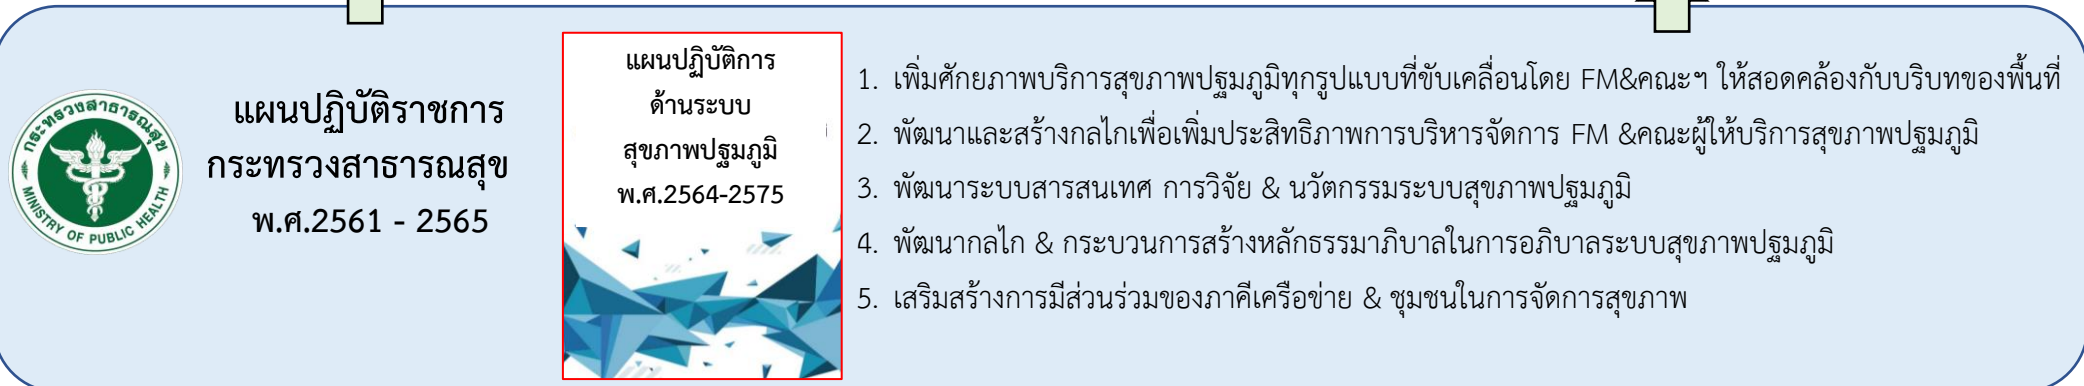 กระทรวงสาธารณสุข
MINISTRY OF PUBLIC HEALTH
แผนปฏิบัติราชการ
กระทรวงสาธารณสุข
พ.ศ.2561 - 2565
แผนปฏิบัติการ
ด้านระบบ
สุขภาพปฐมภูมิ
พ.ศ.2564-2575
1. เพิ่มศักยภาพบริการสุขภาพปฐมภูมิทุกรูปแบบที่ขับเคลื่อนโดย FM&คณะฯ ให้สอดคล้องกับบริบทของพื้นที่
2. พัฒนาและสร้างกลไกเพื่อเพิ่มประสิทธิภาพการบริหารจัดการ FM &คณะผู้ให้บริการสุขภาพปฐมภูมิ
3. พัฒนาระบบสารสนเทศ การวิจัย & นวัตกรรมระบบสุขภาพปฐมภูมิ
4. พัฒนากลไก & กระบวนการสร้างหลักธรรมาภิบาลในการอภิบาลระบบสุขภาพปฐมภูมิ
5. เสริมสร้างการมีส่วนร่วมของภาคีเครือข่าย & ชุมชนในการจัดการสุขภาพ